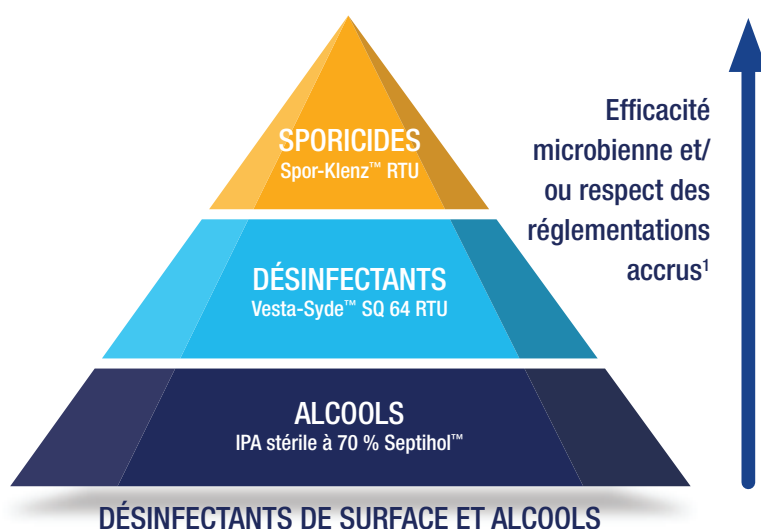 SPORICIDES
Spor-Klenz™ RTU
Efficacité
microbienne et/
ou respect des
réglementations
accrus¹
DÉSINFECTANTS
Vesta-Syde™ SQ 64 RTU
ALCOOLS
IPA stérile à 70 % Septihol™
DÉSINFECTANTS DE SURFACE ET ALCOOLS